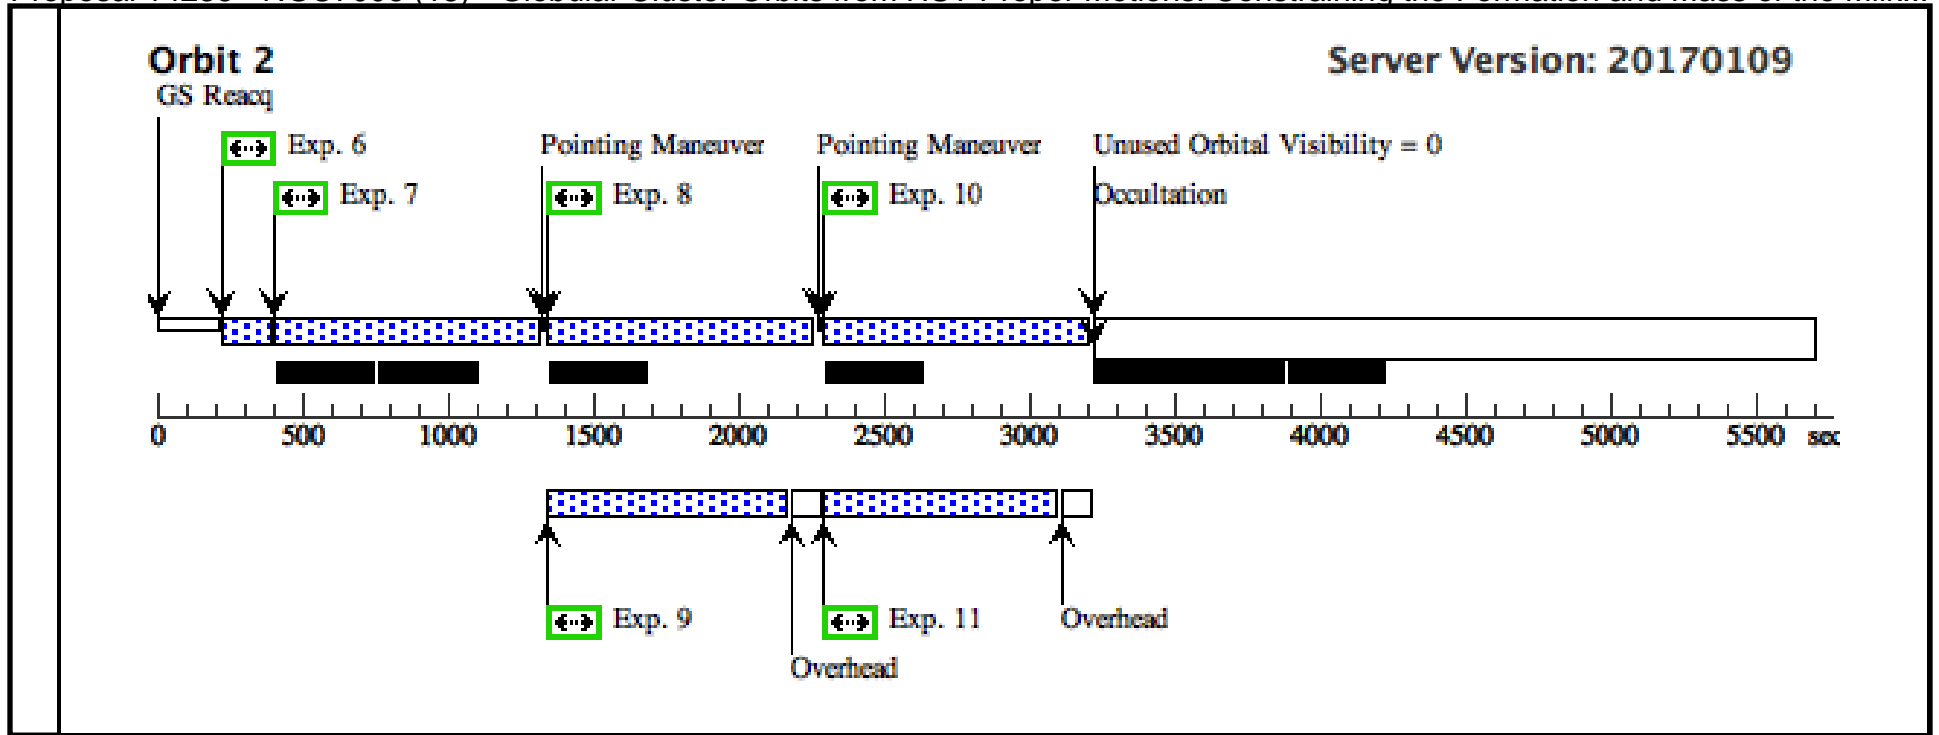 Orbit 2
Server Version: 20170109
GS Reacq
Exp. 6
Pointing Maneuver
Pointing Maneuver
Unused Orbital Visibility = 0
Exp. 7
Exp. 8
Exp. 10
Occultation
0 500 1000 1500 2000 2500 3000 3500 4000 4500 5000 5500 sec
Exp. 9
Exp. 11
Overhead
Overhead